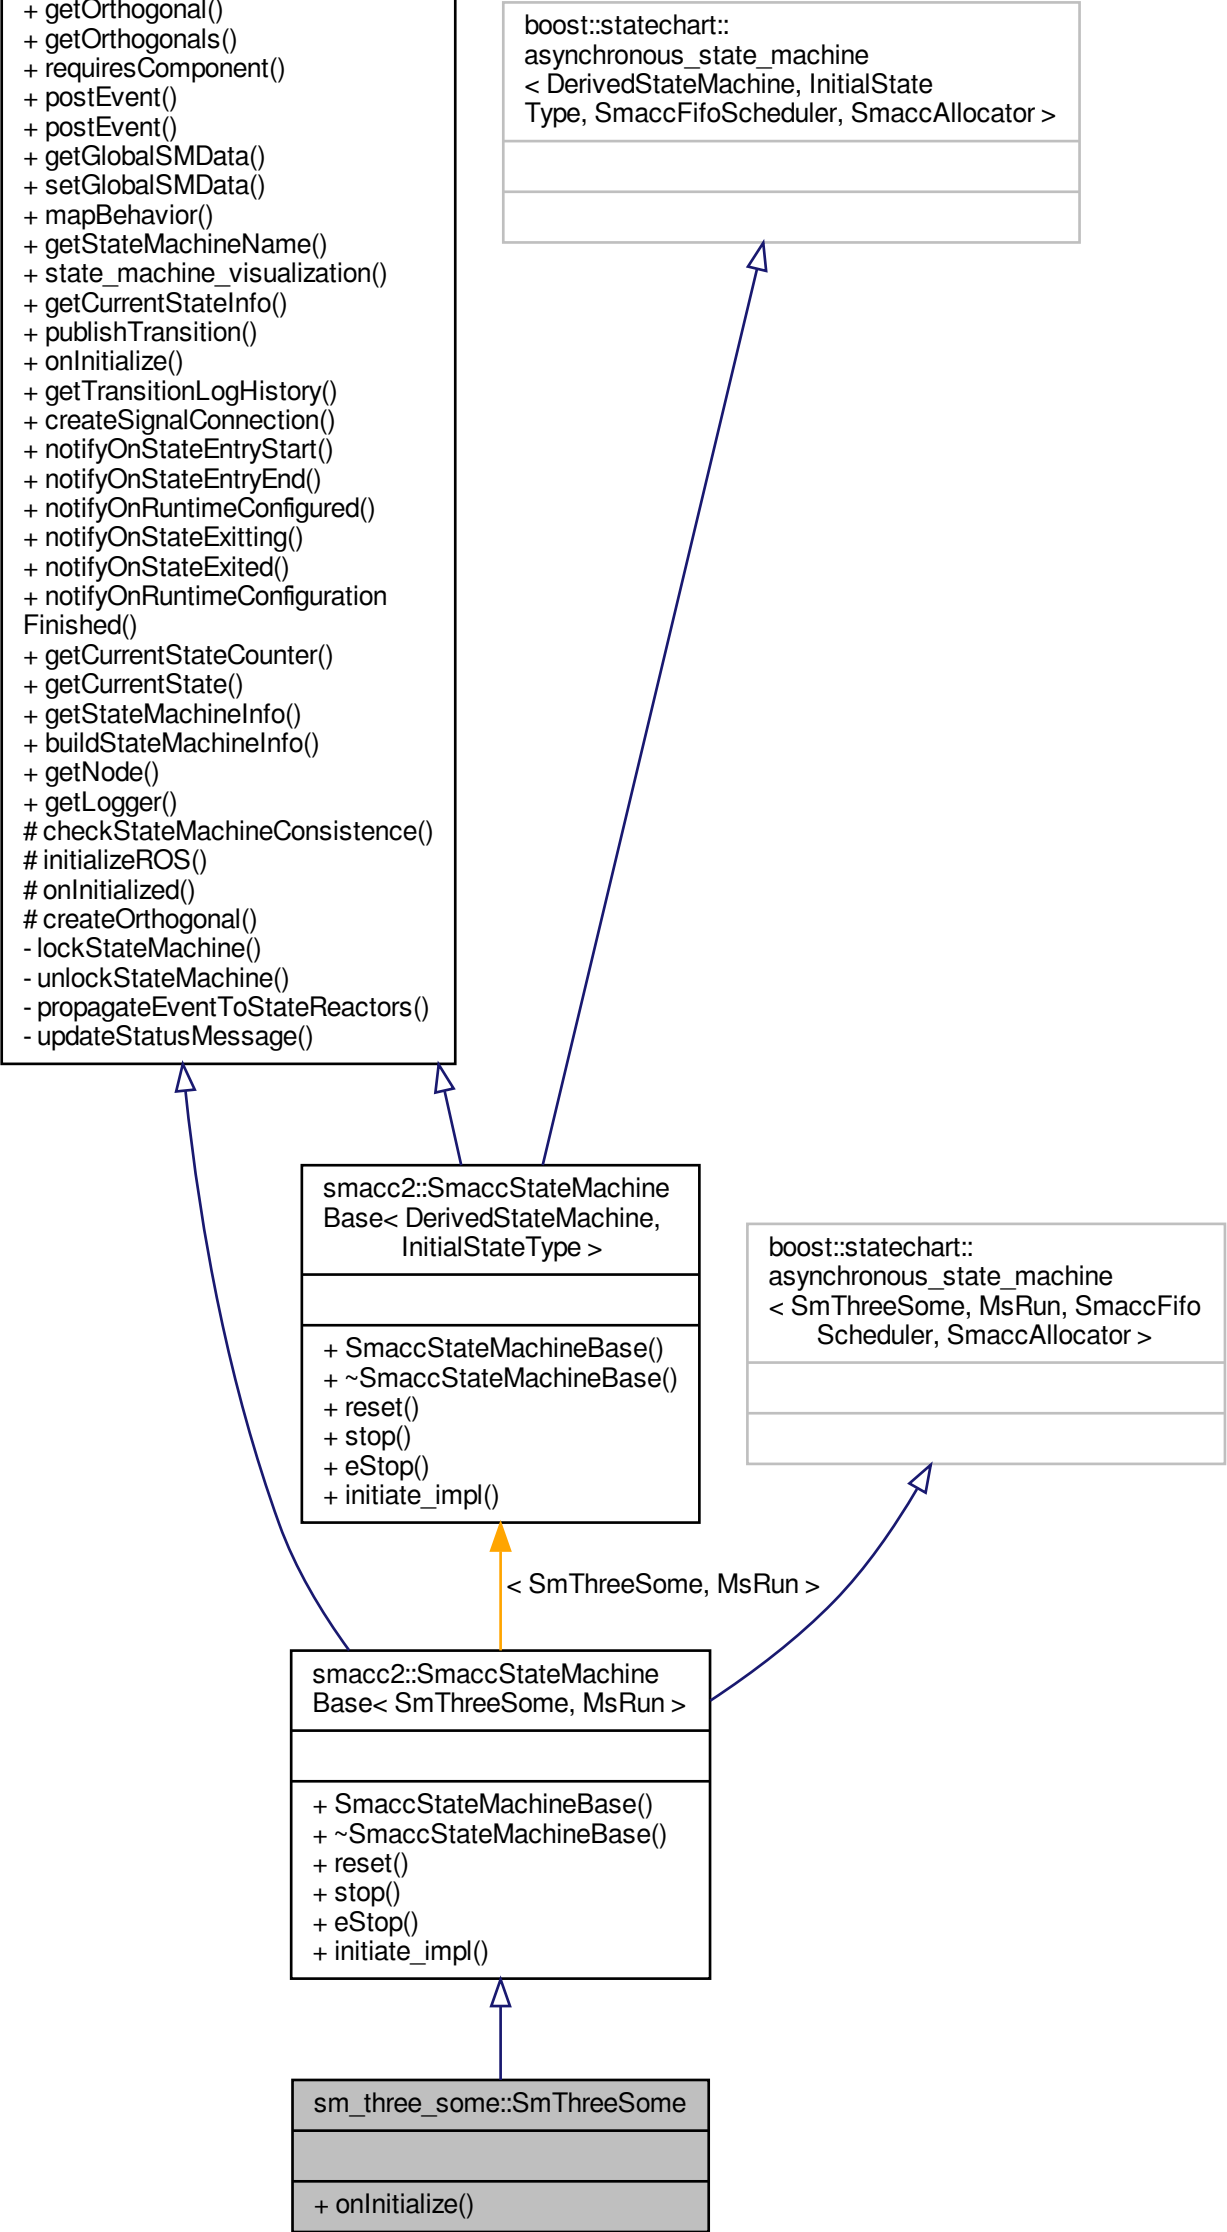 + getOrthogonal()
+ getOrthogonals()
+ requiresComponent()
+ postEvent()
+ postEvent()
+ getGlobalSMData()
+ setGlobalSMData()
+ mapBehavior()
+ getStateMachineName()
+ state_machine_visualization()
+ getCurrentStateInfo()
+ publishTransition()
+ onInitialize()
+ getTransitionLogHistory()
+ createSignalConnection()
+ notifyOnStateEntryStart()
+ notifyOnStateEntryEnd()
+ notifyOnRuntimeConfigured()
+ notifyOnStateExitting()
+ notifyOnStateExited()
+ notifyOnRuntimeConfiguration
Finished()
+ getCurrentStateCounter()
+ getCurrentState()
+ getStateMachineInfo()
+ buildStateMachineInfo()
+ getNode()
+ getLogger()
# checkStateMachineConsistence()
# initializeROS()
# onInitialized()
# createOrthogonal()
- lockStateMachine()
- unlockStateMachine()
- propagateEventToStateReactors()
- updateStatusMessage()
boost::statechart::
asynchronous_state_machine
< DerivedStateMachine, InitialState
Type, SmaccFifoScheduler, SmaccAllocator >
smacc2::SmaccStateMachine
Base< DerivedStateMachine,
InitialStateType >
+ SmaccStateMachineBase()
+ ~SmaccStateMachineBase()
+ reset()
+ stop()
+ eStop()
+ initiate_impl()
boost::statechart::
asynchronous_state_machine
< SmThreeSome, MsRun, SmaccFifo
Scheduler, SmaccAllocator >
< SmThreeSome, MsRun >
smacc2::SmaccStateMachine
Base< SmThreeSome, MsRun >
+ SmaccStateMachineBase()
+ ~SmaccStateMachineBase()
+ reset()
+ stop()
+ eStop()
+ initiate_impl()
sm_three_some::SmThreeSome
+ onInitialize()